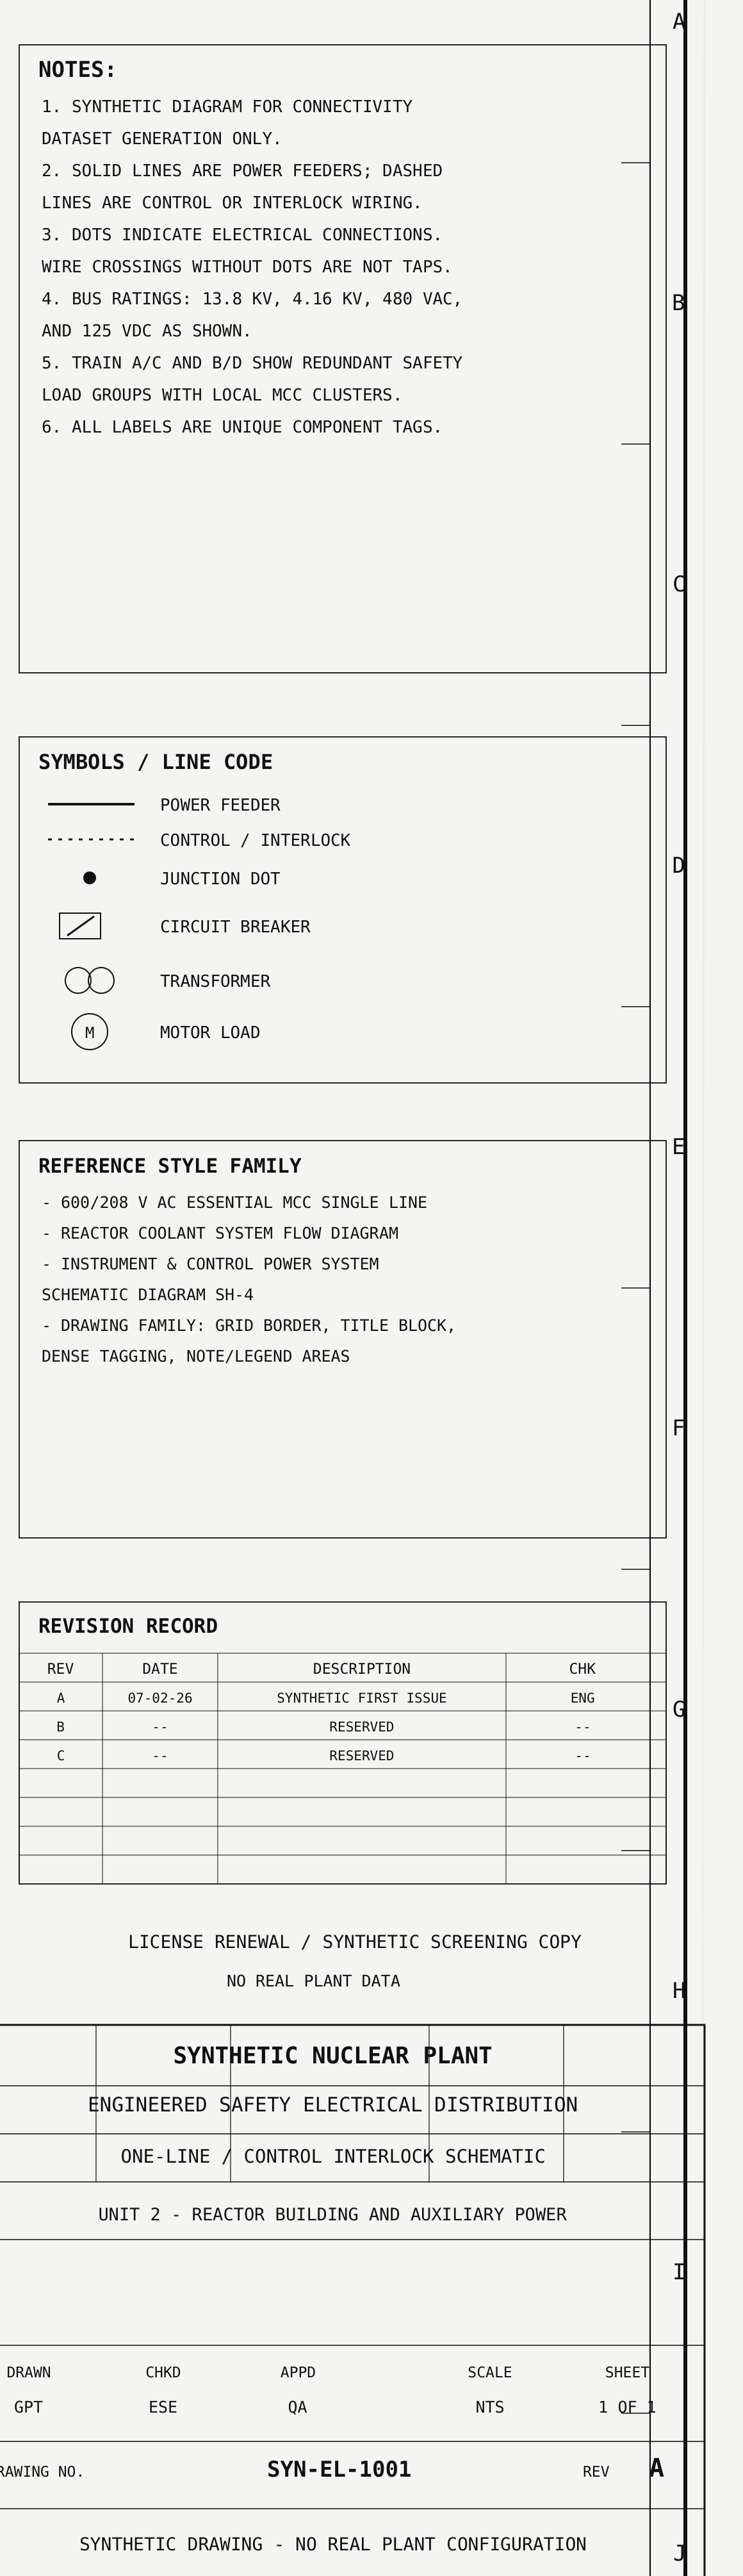 A
NOTES:
1. SYNTHETIC DIAGRAM FOR CONNECTIVITY
DATASET GENERATION ONLY.
2. SOLID LINES ARE POWER FEEDERS; DASHED
LINES ARE CONTROL OR INTERLOCK WIRING.
3. DOTS INDICATE ELECTRICAL CONNECTIONS.
WIRE CROSSINGS WITHOUT DOTS ARE NOT TAPS.
4. BUS RATINGS: 13.8 KV, 4.16 KV, 480 VAC,
B
AND 125 VDC AS SHOWN.
5. TRAIN A/C AND B/D SHOW REDUNDANT SAFETY
LOAD GROUPS WITH LOCAL MCC CLUSTERS.
6. ALL LABELS ARE UNIQUE COMPONENT TAGS.
C
SYMBOLS / LINE CODE
POWER FEEDER
CONTROL / INTERLOCK
D
JUNCTION DOT
CIRCUIT BREAKER
TRANSFORMER
M MOTOR LOAD
E
REFERENCE STYLE FAMILY
- 600/208 V AC ESSENTIAL MCC SINGLE LINE
- REACTOR COOLANT SYSTEM FLOW DIAGRAM
- INSTRUMENT & CONTROL POWER SYSTEM
SCHEMATIC DIAGRAM SH-4
- DRAWING FAMILY: GRID BORDER, TITLE BLOCK,
DENSE TAGGING, NOTE/LEGEND AREAS
F
REVISION RECORD
REV DATE DESCRIPTION CHK
A 07-02-26 SYNTHETIC FIRST ISSUE ENG
G
B -- RESERVED --
C -- RESERVED --
LICENSE RENEWAL / SYNTHETIC SCREENING COPY
NO REAL PLANT DATA
H
SYNTHETIC NUCLEAR PLANT
ENGINEERED SAFETY ELECTRICAL DISTRIBUTION
ONE-LINE / CONTROL INTERLOCK SCHEMATIC
UNIT 2 - REACTOR BUILDING AND AUXILIARY POWER
I
DRAWN CHKD APPD SCALE SHEET
GPT ESE QA NTS 1 OF 1
RAWING NO. SYN-EL-1001 REV A
SYNTHETIC DRAWING - NO REAL PLANT CONFIGURATION
J